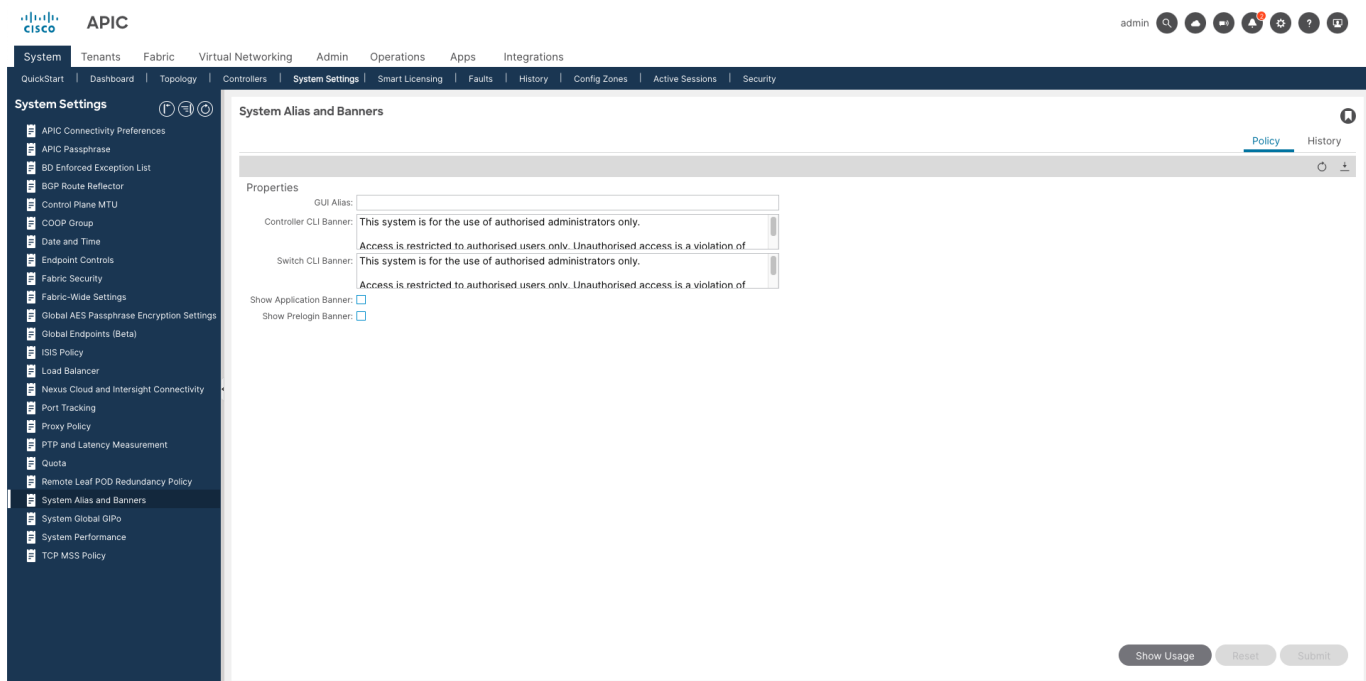 CISCO APIC
admin
2
System Tenants Fabric Virtual Networking Admin Operations Apps Integrations
QuickStart | Dashboard | Topology | Controllers | System Settings | Smart Licensing | Faults | History | Config Zones | Active Sessions | Security
System Settings
APIC Connectivity Preferences
APIC Passphrase
BD Enforced Exception List
BGP Route Reflector
Control Plane MTU
COOP Group
Date and Time
Endpoint Controls
Fabric Security
Fabric-Wide Settings
Global AES Passphrase Encryption Settings
Global Endpoints (Beta)
ISIS Policy
Load Balancer
Nexus Cloud and Intersight Connectivity
Port Tracking
Proxy Policy
PTP and Latency Measurement
Quota
Remote Leaf POD Redundancy Policy
System Alias and Banners
System Global GIPo
System Performance
TCP MSS Policy
System Alias and Banners
Policy History
Properties
GUI Alias:
Controller CLI Banner: This system is for the use of authorised administrators only.
Access is restricted to authorised users only. Unauthorised access is a violation of
Switch CLI Banner: This system is for the use of authorised administrators only.
Access is restricted to authorised users only. Unauthorised access is a violation of
Show Application Banner:
Show Prelogin Banner:
Show Usage Reset Submit